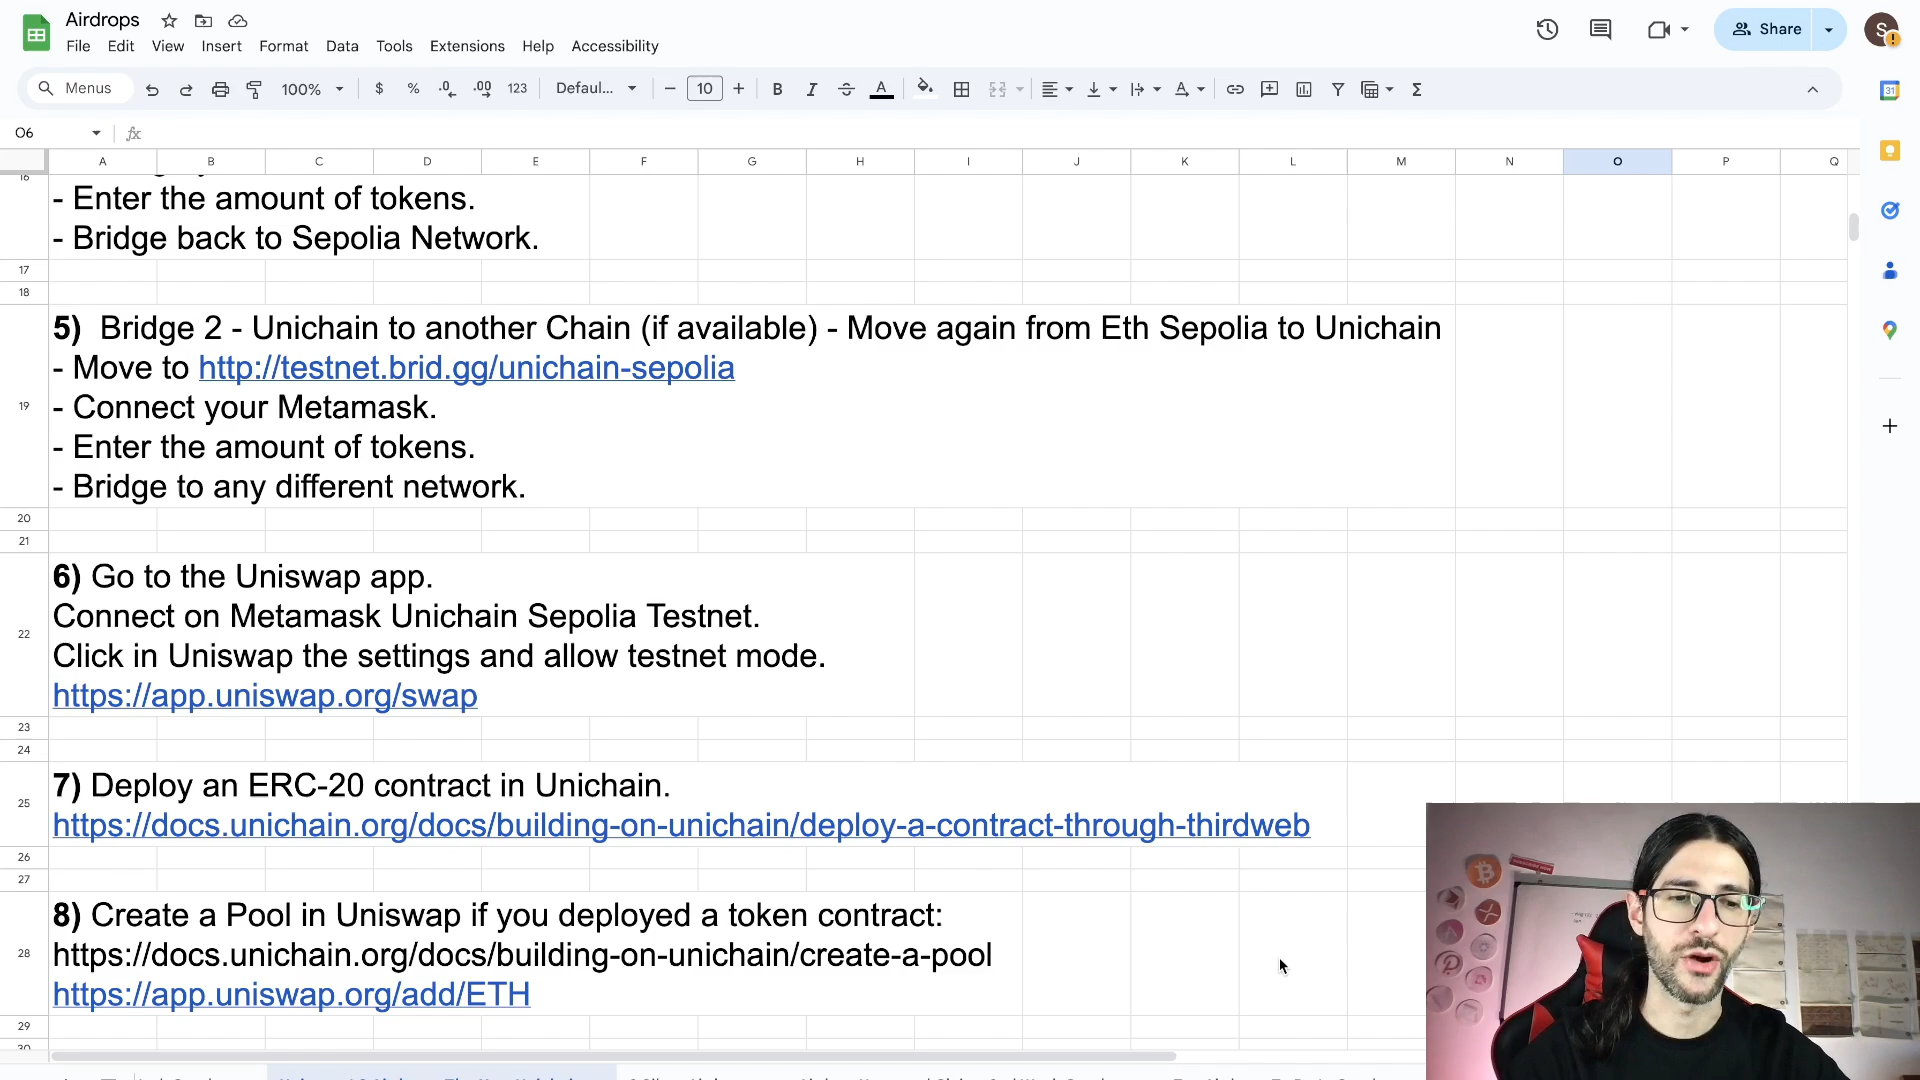 Airdrops
File Edit View Insert Format Data Tools Extensions Help Accessibility
Share
S
Menus 100% $ % .0 .00 123 Defaul... 10 B I A
31
O6
fx
A B C D E F G H I J K L M N O P Q
16
- Enter the amount of tokens.
- Bridge back to Sepolia Network.
17
18
5) Bridge 2 - Unichain to another Chain (if available) - Move again from Eth Sepolia to Unichain
- Move to http://testnet.brid.gg/unichain-sepolia
19
- Connect your Metamask.
- Enter the amount of tokens.
- Bridge to any different network.
20
21
6) Go to the Uniswap app.
Connect on Metamask Unichain Sepolia Testnet.
22
Click in Uniswap the settings and allow testnet mode.
https://app.uniswap.org/swap
23
24
7) Deploy an ERC-20 contract in Unichain.
25
https://docs.unichain.org/docs/building-on-unichain/deploy-a-contract-through-thirdweb
26
27
8) Create a Pool in Uniswap if you deployed a token contract:
28
https://docs.unichain.org/docs/building-on-unichain/create-a-pool
https://app.uniswap.org/add/ETH
29
30